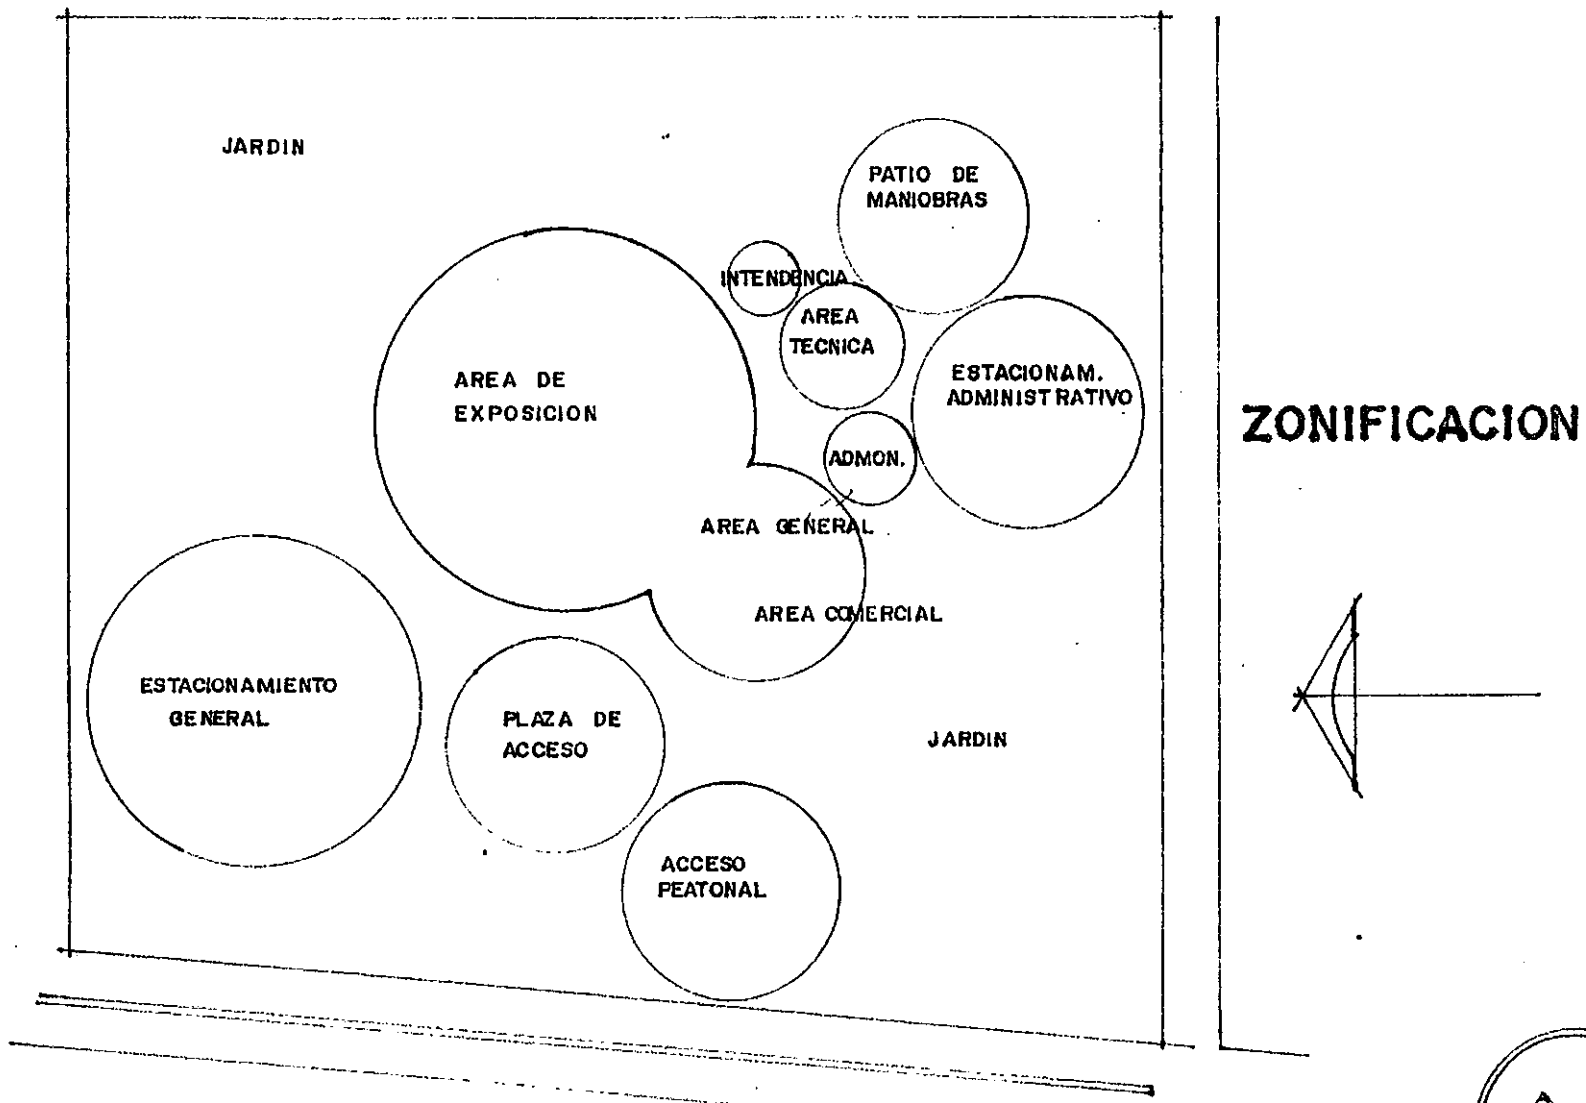 JARDIN
PATIO DE
MANIOBRAS
INTENDENCIA
AREA
TECNICA
AREA DE
EXPOSICION
ESTACIONAM.
ADMINISTRATIVO
ZONIFICACION
ADMON.
AREA GENERAL
AREA COMERCIAL
ESTACIONAMIENTO
GENERAL
PLAZA DE
ACCESO
JARDIN
ACCESO
PEATONAL